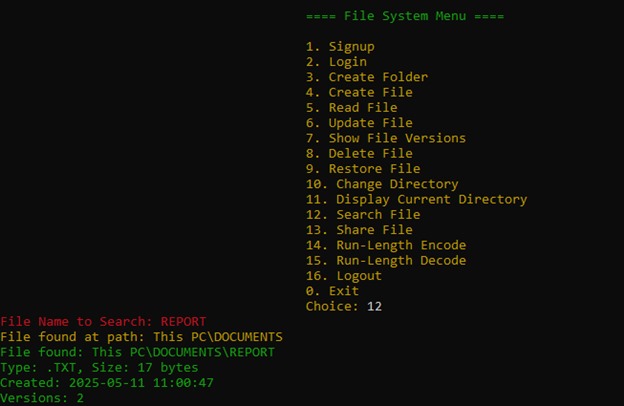 ==== File System Menu ====
1. Signup
2. Login
3. Create Folder
4. Create File
5. Read File
6. Update File
7. Show File Versions
8. Delete File
9. Restore File
10. Change Directory
11. Display Current Directory
12. Search File
13. Share File
14. Run-Length Encode
15. Run-Length Decode
16. Logout
0. Exit
Choice: 12
File Name to Search: REPORT
File found at path: This PC\DOCUMENTS
File found: This PC\DOCUMENTS\REPORT
Type: .TXT, Size: 17 bytes
Created: 2025-05-11 11:00:47
Versions: 2